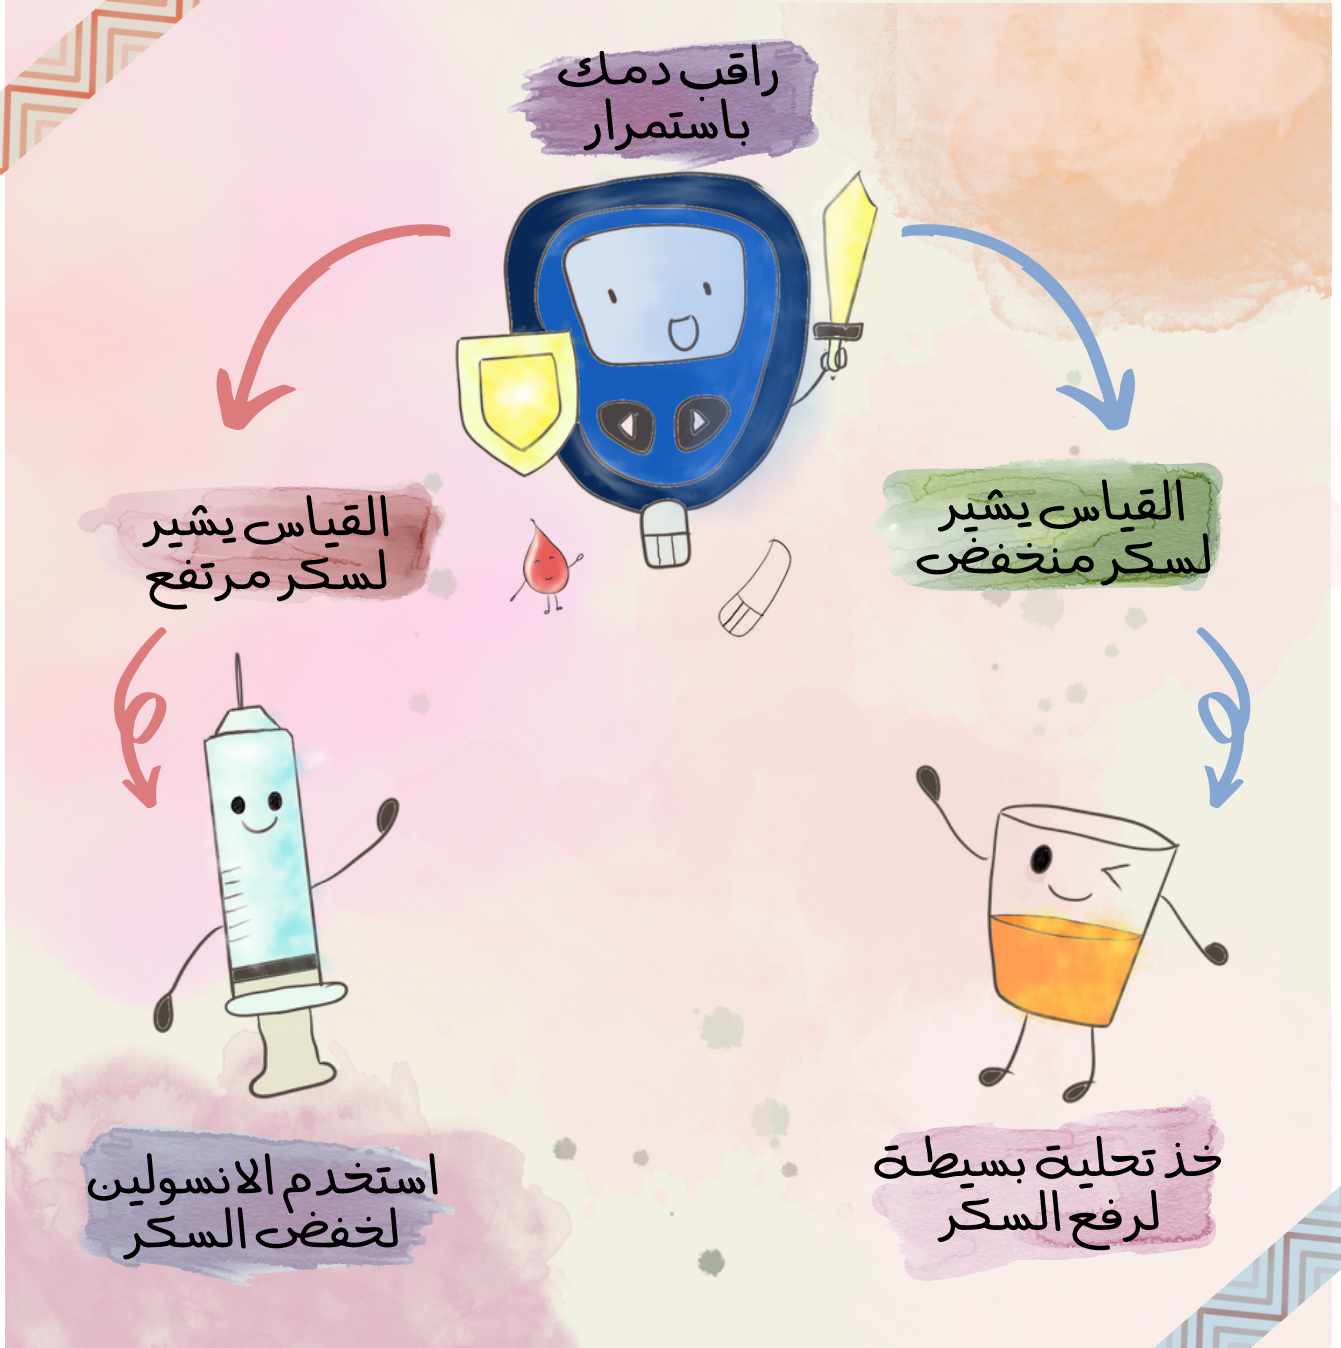 راقب دمك
باستمرار
القياس يشير
لسكر منخفض
القياس يشير
لسكر مرتفع
خذ تحلية بسيطة
لرفع السكر
استخدم الانسولين
لخفض السكر